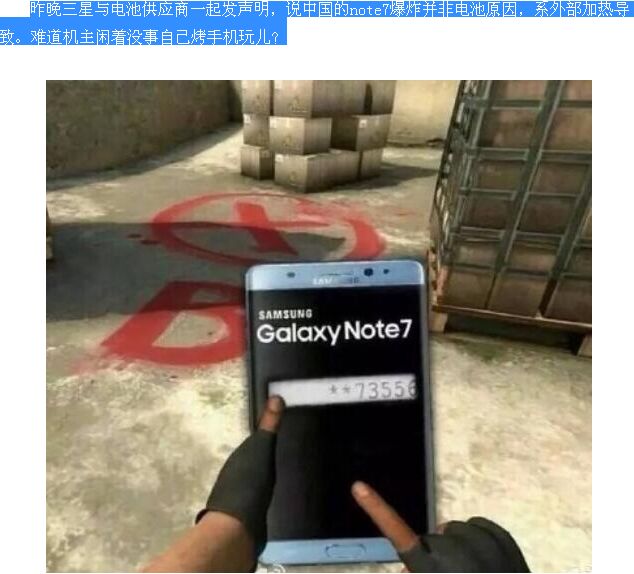 昨晚三星与电池供应商一起发声明，说中国的note7爆炸并非电池原因，系外部加热导
致。难道机主闲着没事自己烤手机玩儿？
SAMSUNG
SAMSUNG
Galaxy Note7
**73556
B